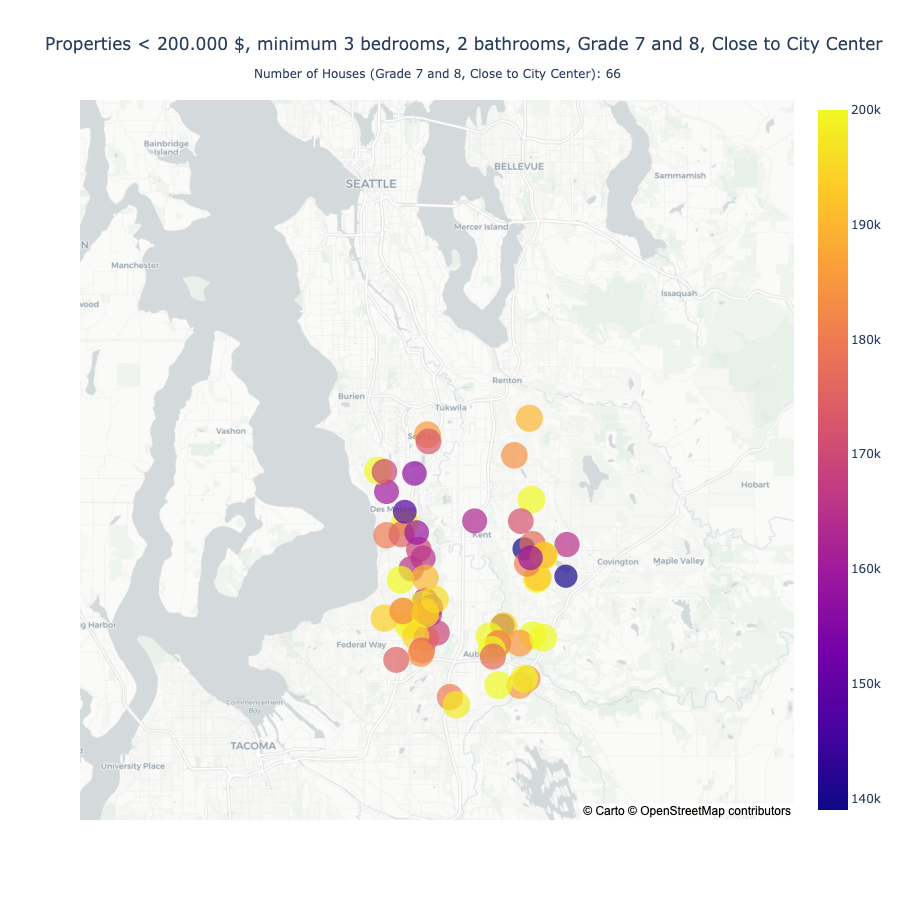 Properties < 200.000 $, minimum 3 bedrooms, 2 bathrooms, Grade 7 and 8, Close to City Center
Number of Houses (Grade 7 and 8, Close to City Center): 66
200k
190k
180k
170k
160k
150k
140k
Bainbridge
Island
SEATTLE
BELLEVUE
Sammamish
Mercer Island
N
Manchester
Issaquah
wood
Renton
Burien
Tukwila
Vashon
Hobart
Des
Kent
Covington
Maple Valley
g Harbor
Federal Way
Commencement
Bay
TACOMA
University Place
© Carto © OpenStreetMap contributors